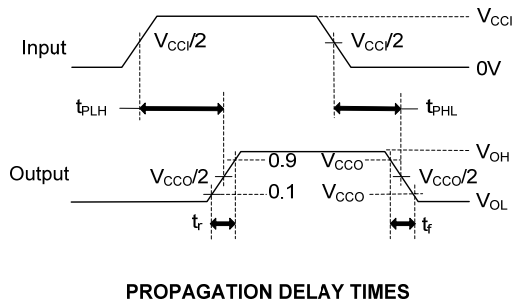 V_CCI
Input V_CCI/2 V_CCI/2
0V
t_PLH t_PHL
V_OH
0.9 V_CCO
Output V_CCO/2 V_CCO/2
0.1 V_CCO
V_OL
t_r t_f
PROPAGATION DELAY TIMES